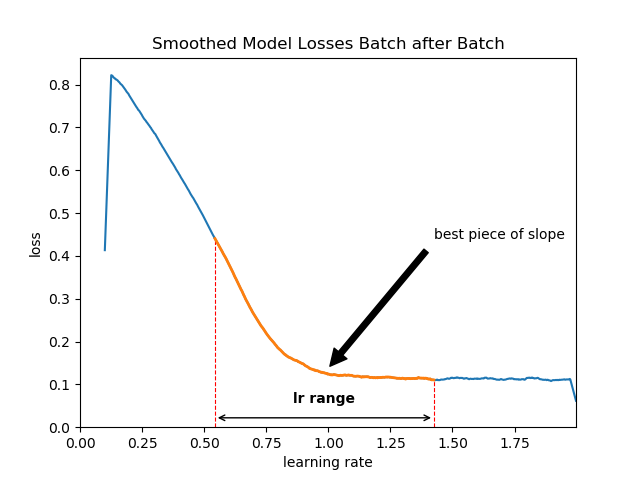 Smoothed Model Losses Batch after Batch
0.8
0.7
0.6
0.5
0.4
0.3
0.2
0.1
0.0
loss
best piece of slope
lr range
0.00 0.25 0.50 0.75 1.00 1.25 1.50 1.75
learning rate